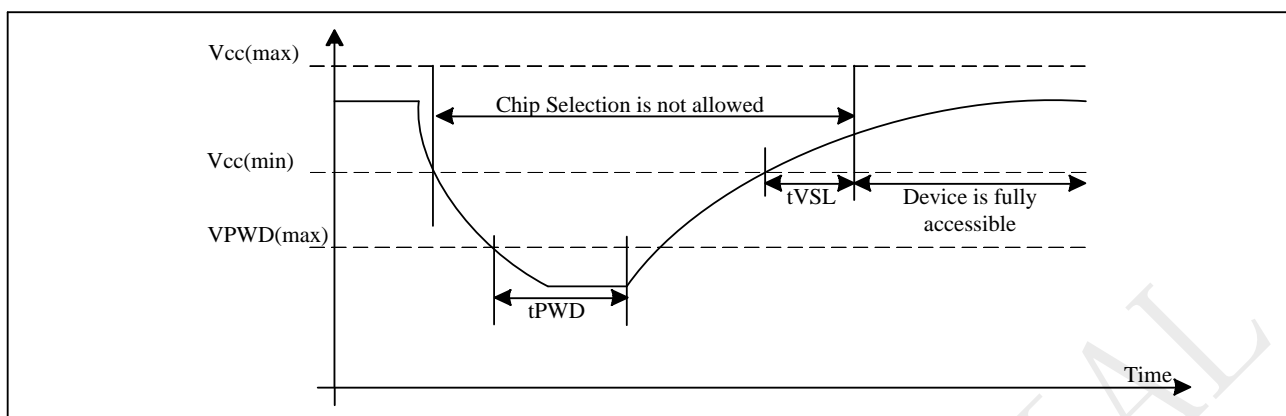 Vcc(max)
Chip Selection is not allowed
Vcc(min)
tVSL
Device is fully
accessible
VPWD(max)
tPWD
Time